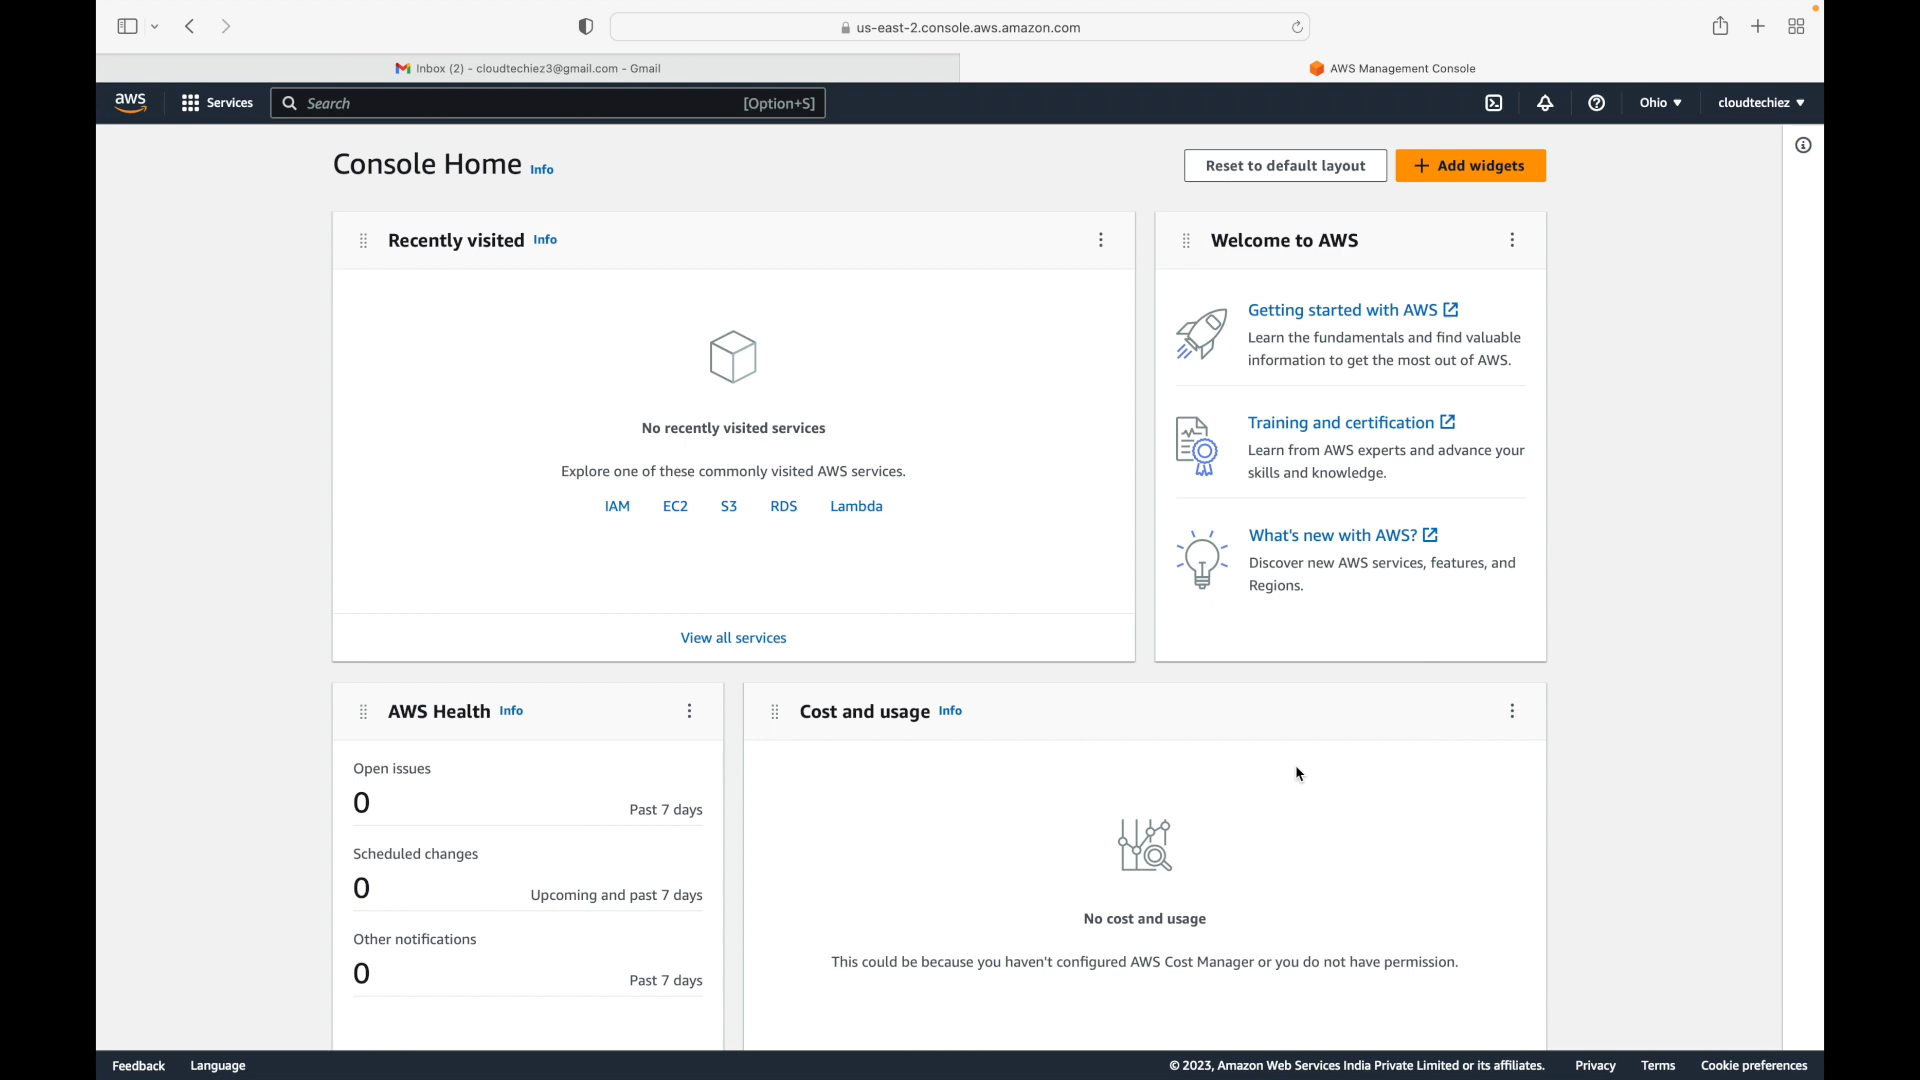 us-east-2.console.aws.amazon.com
Inbox (2) - cloudtechiez3@gmail.com - Gmail
AWS Management Console
aws
Services
Search
[Option+S]
Ohio
cloudtechiez
Console Home Info
Reset to default layout
Add widgets
Recently visited Info
No recently visited services
Explore one of these commonly visited AWS services.
IAM EC2 S3 RDS Lambda
View all services
Welcome to AWS
Getting started with AWS
Learn the fundamentals and find valuable
information to get the most out of AWS.
Training and certification
Learn from AWS experts and advance your
skills and knowledge.
What's new with AWS?
Discover new AWS services, features, and
Regions.
AWS Health Info
Open issues
0 Past 7 days
Scheduled changes
0 Upcoming and past 7 days
Other notifications
0 Past 7 days
Cost and usage Info
No cost and usage
This could be because you haven't configured AWS Cost Manager or you do not have permission.
Feedback Language © 2023, Amazon Web Services India Private Limited or its affiliates. Privacy Terms Cookie preferences